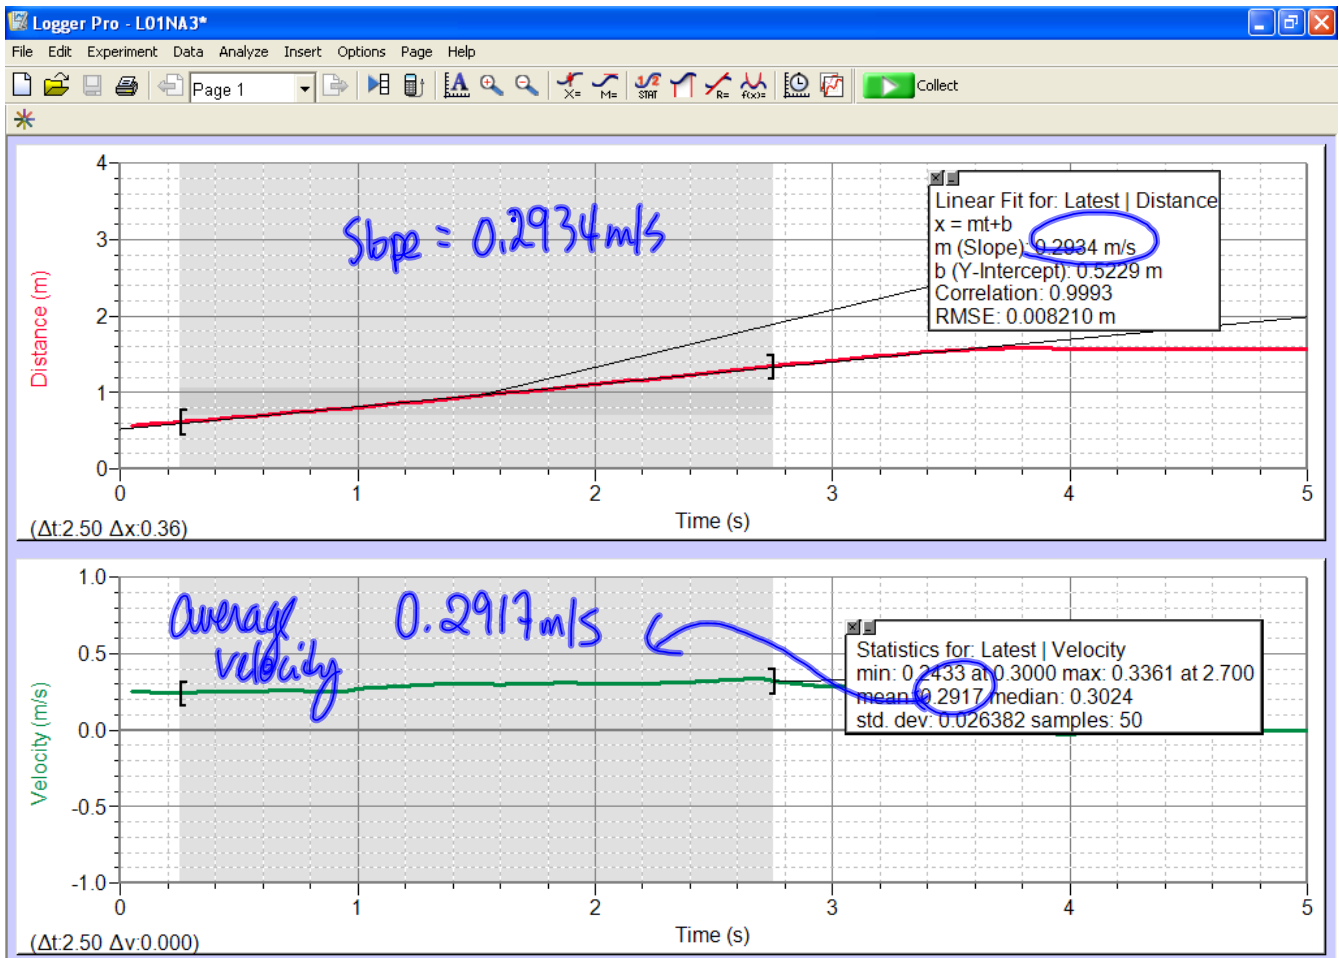 Logger Pro - L01NA3*
File Edit Experiment Data Analyze Insert Options Page Help
Page 1
X= M= STAT R= f(x)= Collect
4
3
2
1
0
0 1 2 3 4 5
Distance (m)
Time (s)
(Δt:2.50 Δx:0.36)
Slope = 0.2934 m/s
Linear Fit for: Latest | Distance
x = mt+b
m (Slope): 0.2934 m/s
b (Y-Intercept): 0.5229 m
Correlation: 0.9993
RMSE: 0.008210 m
1.0
0.5
0.0
-0.5
-1.0
0 1 2 3 4 5
Velocity (m/s)
Time (s)
(Δt:2.50 Δv:0.000)
average 0.2917 m/s
velocity
Statistics for: Latest | Velocity
min: 0.2433 at 0.3000 max: 0.3361 at 2.700
mean: 0.2917 median: 0.3024
std. dev: 0.026382 samples: 50